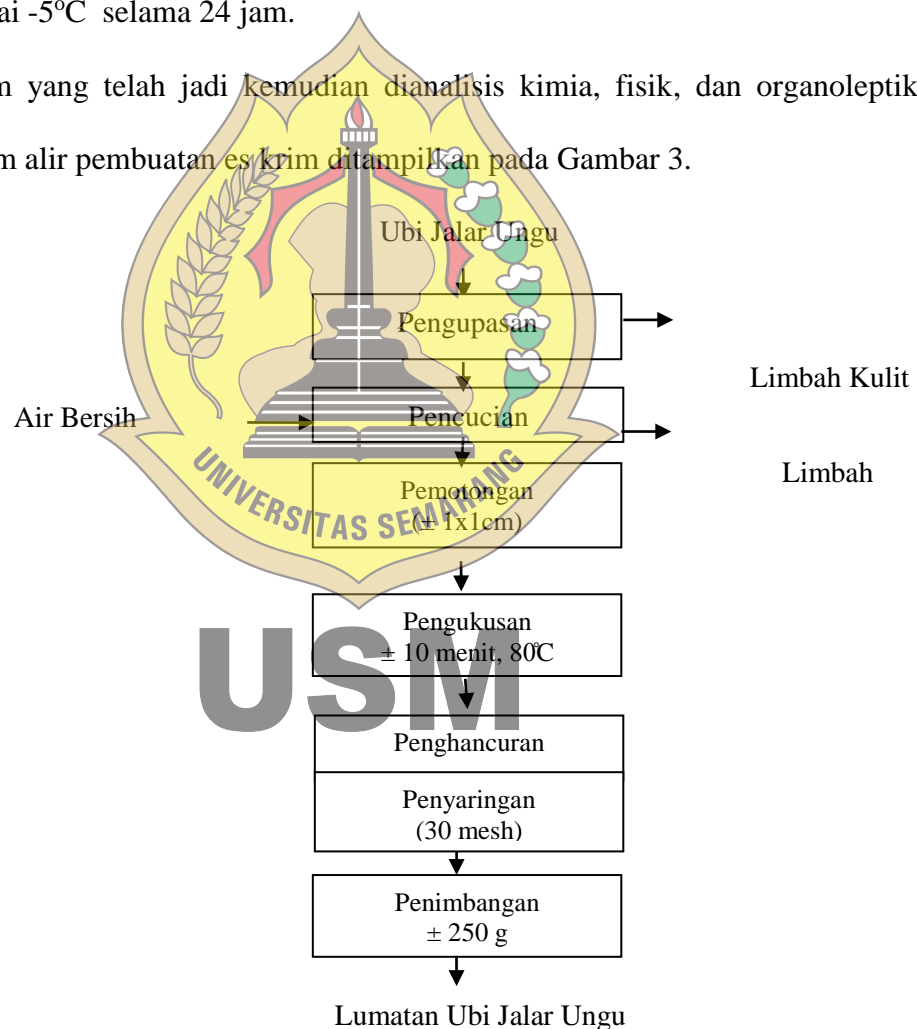 ai -5°C selama 24 jam.
m yang telah jadi kemudian dianalisis kimia, fisik, dan organoleptik
m alir pembuatan es krim ditampilkan pada Gambar 3.
Ubi Jalar Ungu
Pengupasan
Limbah Kulit
Air Bersih
Pencucian
Limbah
Pemotongan
(± 1x1cm)
UNIVERSITAS SEMARANG
Pengukusan
± 10 menit, 80°C
USM
Penghancuran
Penyaringan
(30 mesh)
Penimbangan
± 250 g
Lumatan Ubi Jalar Ungu